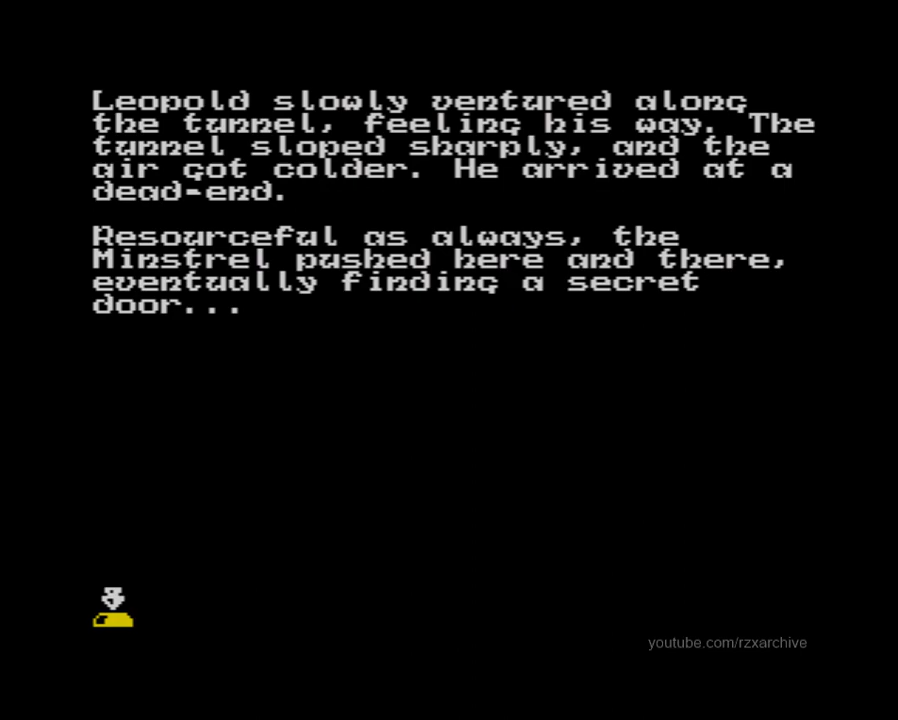 Leopold slowly ventured along
the tunnel, feeling his way. The
tunnel sloped sharply, and the
air got colder. He arrived at a
dead-end.
Resourceful as always, the
Minstrel pushed here and there,
eventually finding a secret
door...
youtube.com/rzxarchive